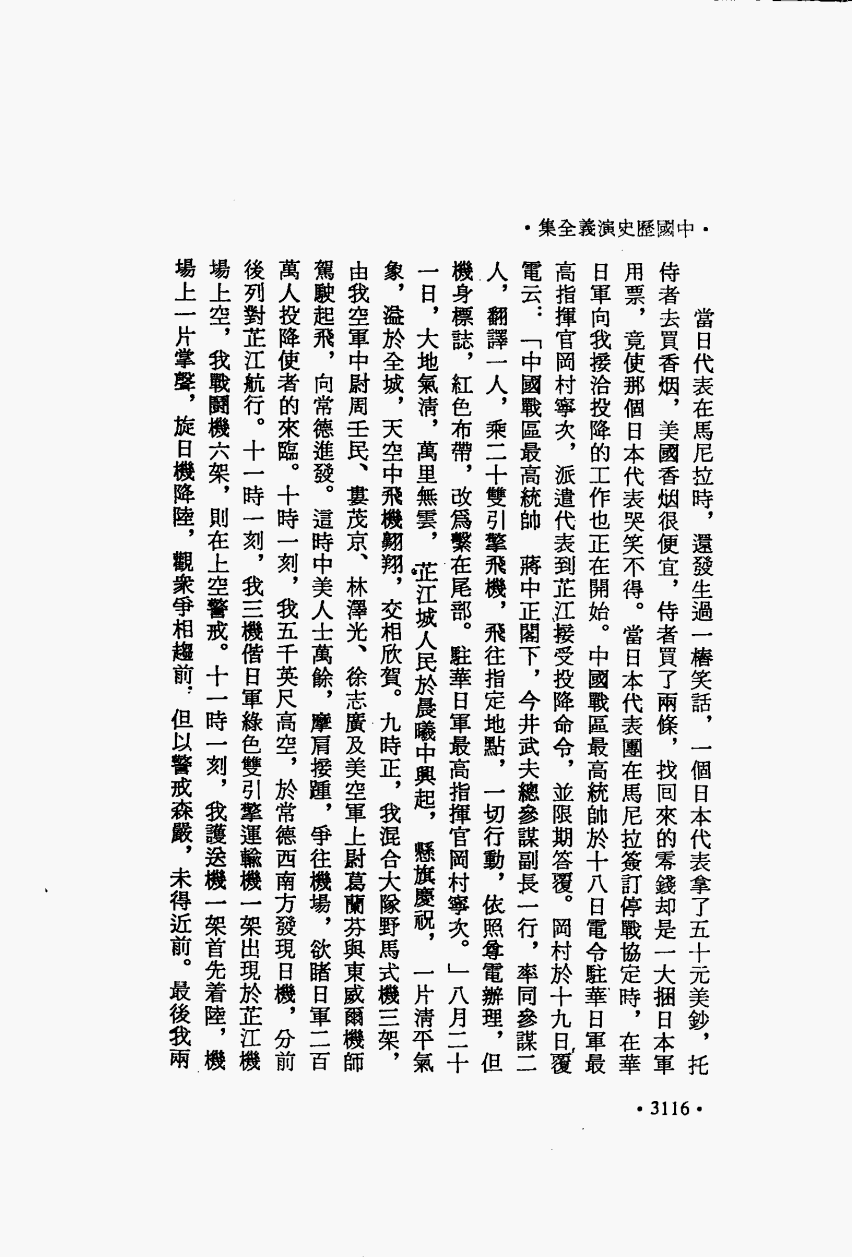 ・集全義演史歷國中・
當日代表在馬尼拉時，還發生過一樁笑話，一個日本代表拿了五十元美鈔，托
侍者去買香烟，美國香烟很便宜，侍者買了兩條，找回來的零錢却是一大捆日本軍
用票，竟使那個日本代表哭笑不得。當日本代表團在馬尼拉簽訂停戰協定時，在華
日軍向我接洽投降的工作也正在開始。中國戰區最高統帥於十八日電令駐華日軍最
高指揮官岡村寧次，派遣代表到芷江接受投降命令，並限期答覆。岡村於十九日覆
電云：「中國戰區最高統帥　蔣中正閣下，今井武夫總參謀副長一行，率同參謀二
人，翻譯一人，乘二十雙引擎飛機，飛往指定地點，一切行動，依照尊電辦理，但
機身標誌，紅色布帶，改爲繫在尾部。駐華日軍最高指揮官岡村寧次。」八月二十
一日，大地氣清，萬里無雲，芷江城人民於晨曦中興起，懸旗慶祝，一片清平氣
象，溢於全城，天空中飛機翱翔，交相欣賀。九時正，我混合大隊野馬式機三架，
由我空軍中尉周壬民、婁茂京、林澤光、徐志廣及美空軍上尉葛蘭芬與東威爾機師
駕駛起飛，向常德進發。這時中美人士萬餘，摩肩接踵，爭往機場，欲睹日軍二百
萬人投降使者的來臨。十時一刻，我五千英尺高空，於常德西南方發現日機，分前
後列對芷江航行。十一時一刻，我三機偕日軍綠色雙引擎運輸機一架出現於芷江機
場上空，我戰鬪機六架，則在上空警戒。十一時一刻，我護送機一架首先着陸，機
場上一片掌聲，旋日機降陸，觀衆爭相趨前；但以警戒森嚴，未得近前。最後我兩
・3116・